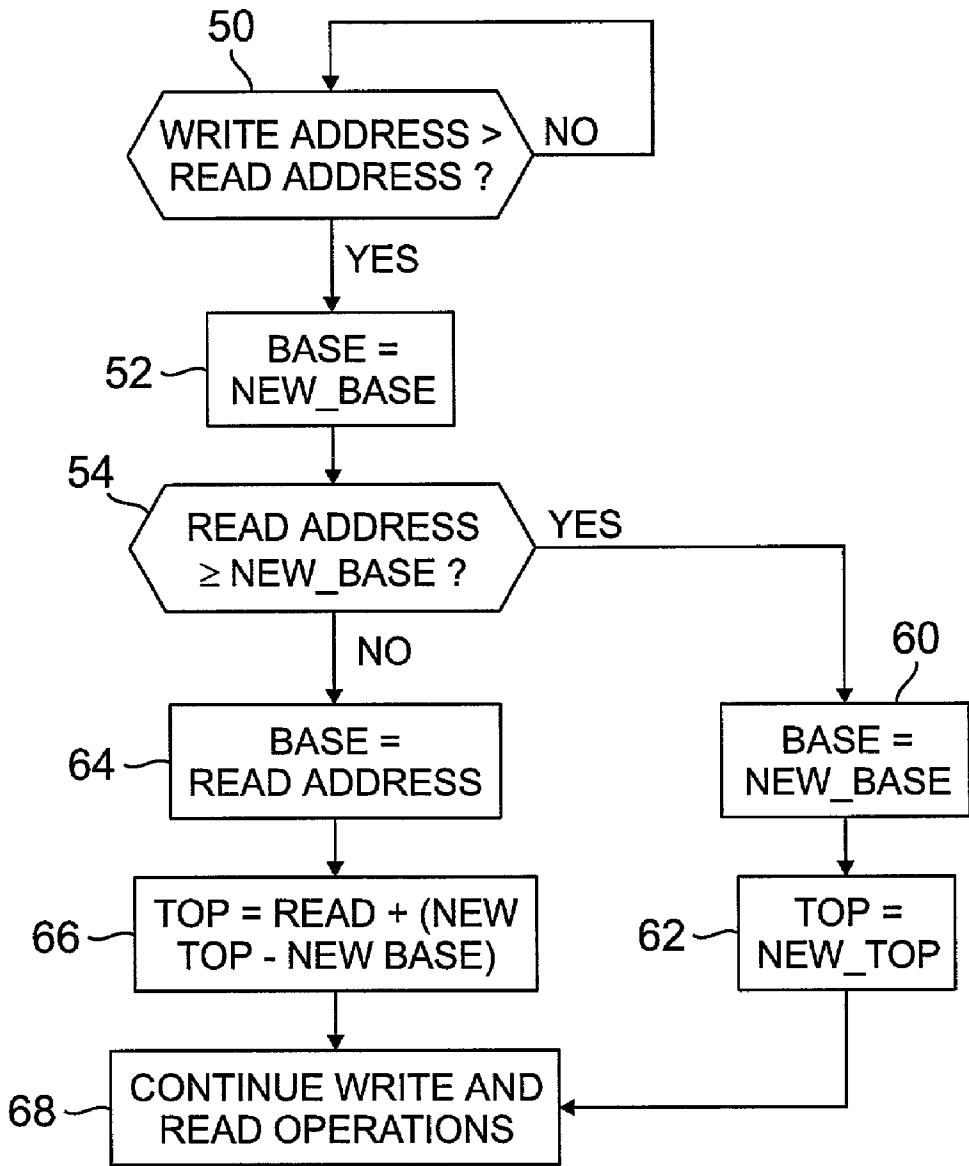 50
WRITE ADDRESS >
READ ADDRESS ?
NO
YES
52
BASE =
NEW_BASE
54
READ ADDRESS
≥ NEW_BASE ?
YES
NO
60
64
BASE =
READ ADDRESS
BASE =
NEW_BASE
66
TOP = READ + (NEW
TOP - NEW BASE)
62
TOP =
NEW_TOP
68
CONTINUE WRITE AND
READ OPERATIONS